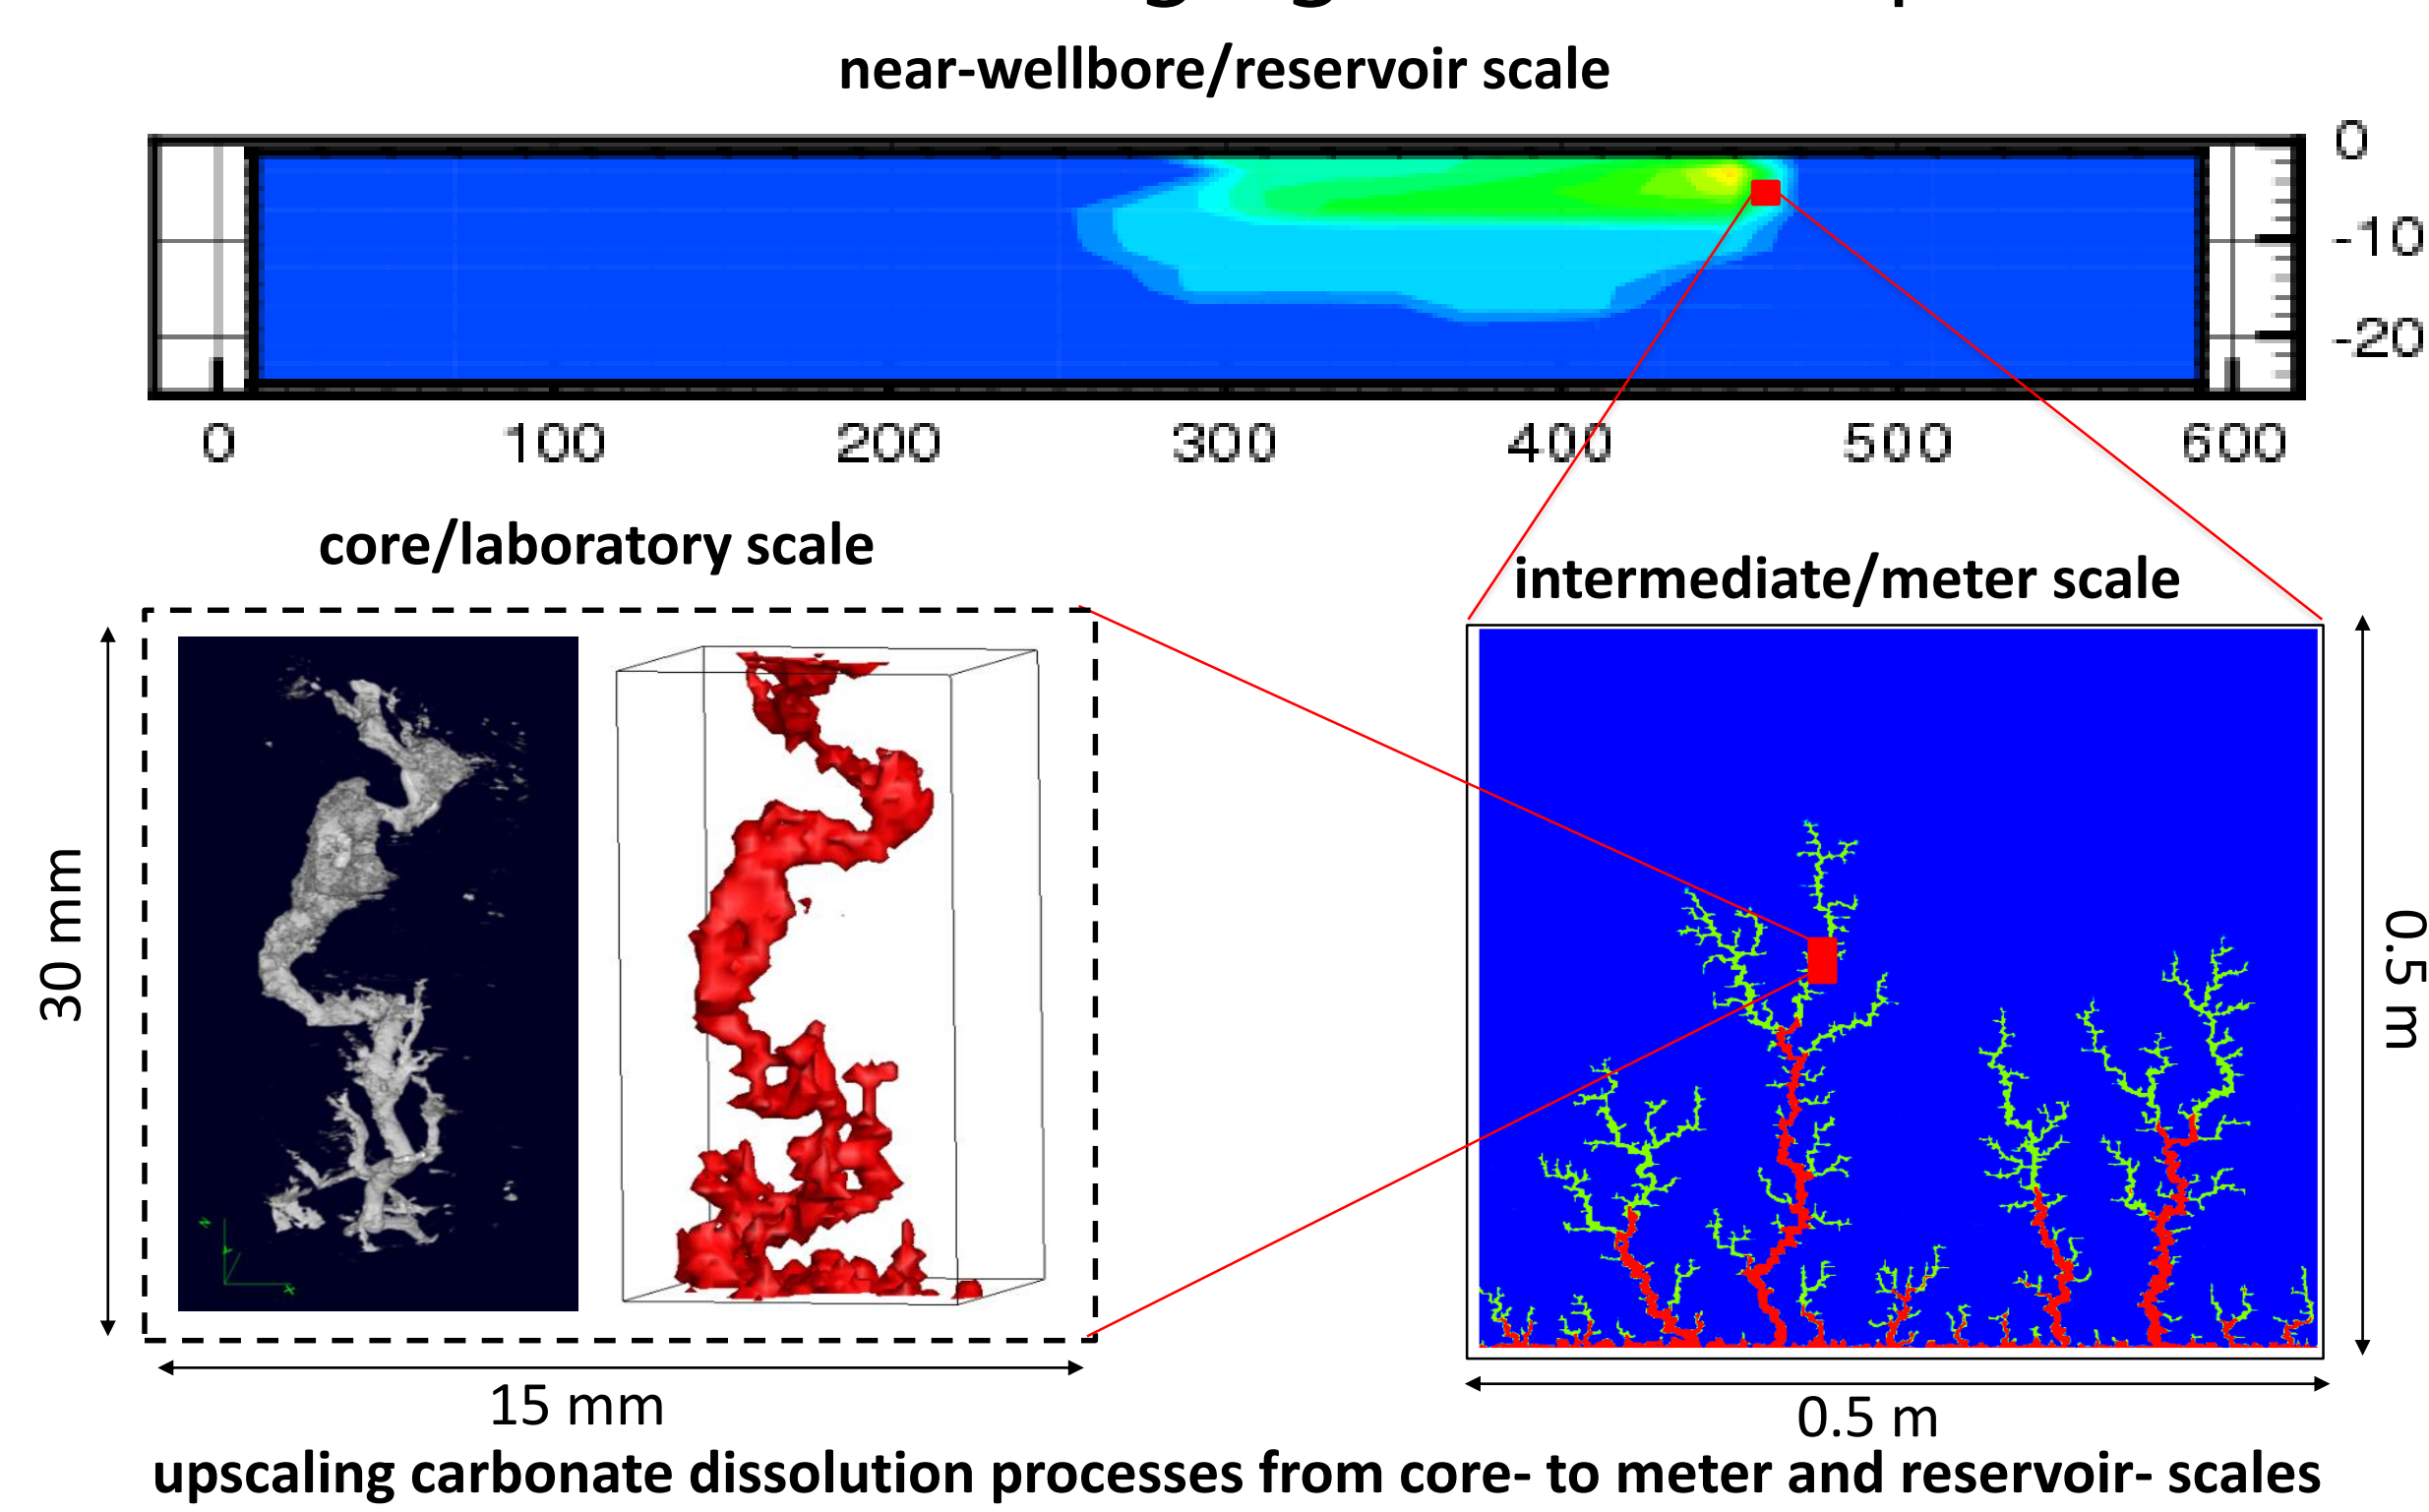 near-wellbore/reservoir scale
0
-10
-20
0 100 200 300 400 500 600
core/laboratory scale
intermediate/meter scale
30 mm
0.5 m
15 mm
0.5 m
upscaling carbonate dissolution processes from core- to meter and reservoir- scales